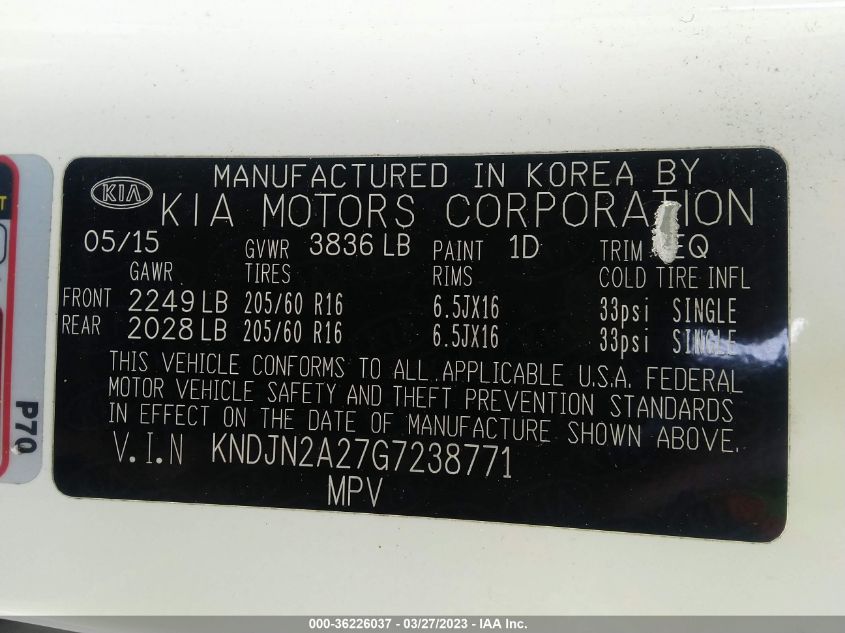 MANUFACTURED IN KOREA BY
KIA KIA MOTORS CORPORATION
05/15 GVWR 3836 LB PAINT 1D TRIM EQ
GAWR TIRES RIMS COLD TIRE INFL
FRONT 2249 LB 205/60 R16 6.5JX16 33psi SINGLE
REAR 2028 LB 205/60 R16 6.5JX16 33psi SINGLE
THIS VEHICLE CONFORMS TO ALL APPLICABLE U.S.A. FEDERAL
MOTOR VEHICLE SAFETY AND THEFT PREVENTION STANDARDS
IN EFFECT ON THE DATE OF MANUFACTURE SHOWN ABOVE.
V.I.N KNDJN2A27G7238771
MPV
P7Q
000-36226037 - 03/27/2023 - IAA Inc.